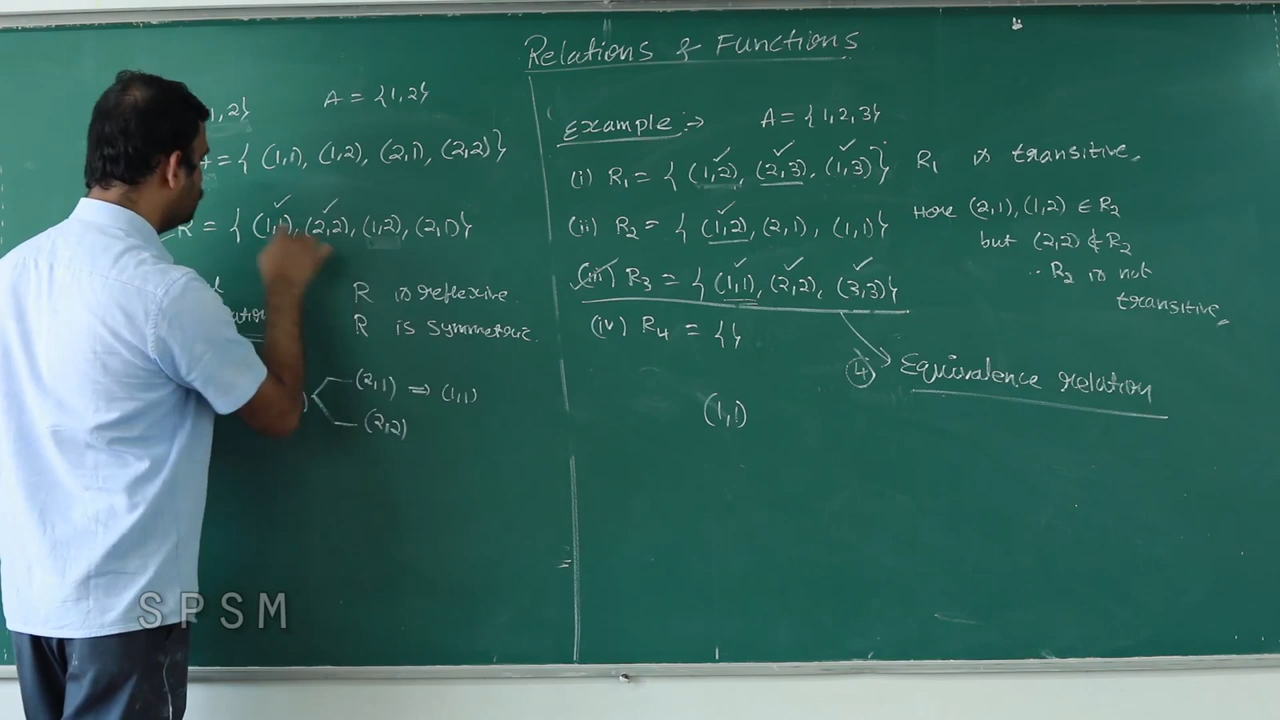 Relations & Functions
1,2}
A = {1,2}
= { (1,1), (1,2), (2,1), (2,2)}
R = { (1,1), (2,2), (1,2), (2,1)}
R is reflexive.
R is Symmetric.
(2,1) ⇒ (1,1)
(2,2)
Example :→ A = {1,2,3}
(i) R₁ = { (1,2), (2,3), (1,3)} R₁ is transitive.
(ii) R₂ = { (1,2), (2,1), (1,1)}
Here (2,1), (1,2) ∈ R₂
but (2,2) ∉ R₂
∴ R₂ is not
transitive.
(iii) R₃ = { (1,1), (2,2), (3,3)}
(iv) R₄ = { }
④ Equivalence relation
(1,1)
SPSM